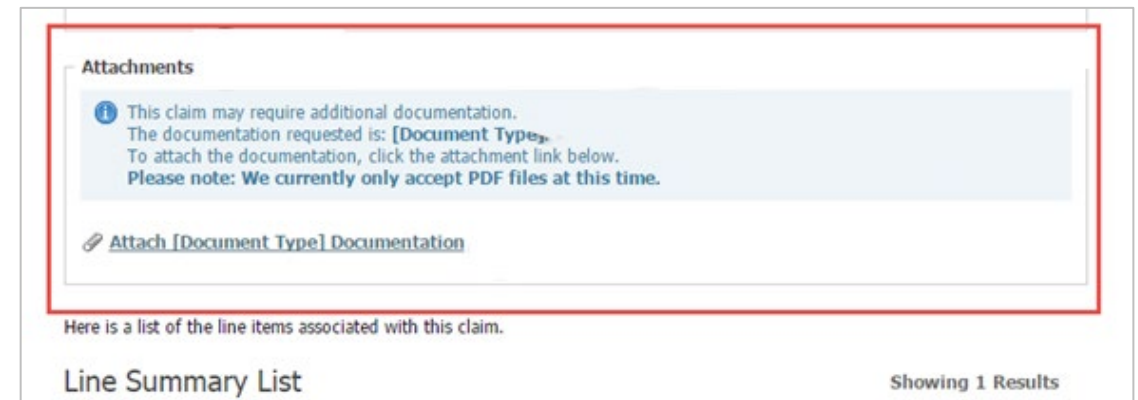 Attachments
This claim may require additional documentation.
The documentation requested is: [Document Type]
To attach the documentation, click the attachment link below.
Please note: We currently only accept PDF files at this time.
Attach [Document Type] Documentation
Here is a list of the line items associated with this claim.
Line Summary List
Showing 1 Results